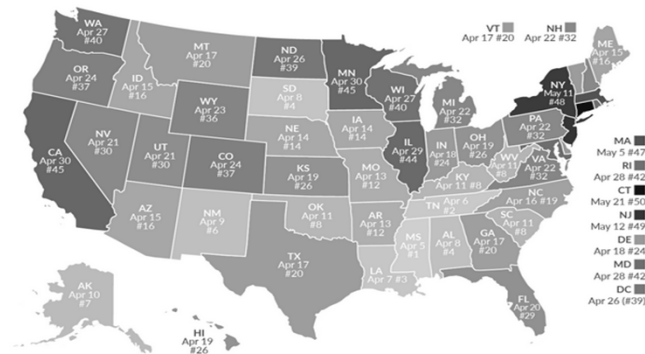 WA
Apr 27
#40
OR
Apr 24
#37
CA
Apr 30
#45
NV
Apr 21
#30
ID
Apr 15
#16
MT
Apr 17
#20
WY
Apr 23
#36
UT
Apr 21
#30
CO
Apr 24
#37
AZ
Apr 15
#16
NM
Apr 9
#6
ND
Apr 26
#39
SD
Apr 8
#4
NE
Apr 14
#14
KS
Apr 19
#26
OK
Apr 11
#8
TX
Apr 17
#20
MN
Apr 30
#45
IA
Apr 14
#14
MO
Apr 13
#12
AR
Apr 13
#12
LA
Apr 7 #3
WI
Apr 27
#40
IL
Apr 29
#44
MI
Apr 22
#32
IN
Apr 18
#24
OH
Apr 19
#26
KY
Apr 11 #8
TN Apr 6
#2
MS
Apr 5
#1
AL
Apr 8
#4
GA
Apr 17
#20
FL
Apr 20
#29
SC
Apr 11
#8
NC
Apr 16 #19
VA
Apr 22
#32
WV
Apr 11
#8
PA
Apr 22
#32
NY
May 11
#48
VT
Apr 17 #20
NH
Apr 22 #32
ME
Apr 15
#16
MA
May 5 #47
RI
Apr 28 #42
CT
May 21 #50
NJ
May 12 #49
DE
Apr 18 #24
MD
Apr 28 #42
DC
Apr 26 (#39)
AK
Apr 10
#7
HI
Apr 19
#26